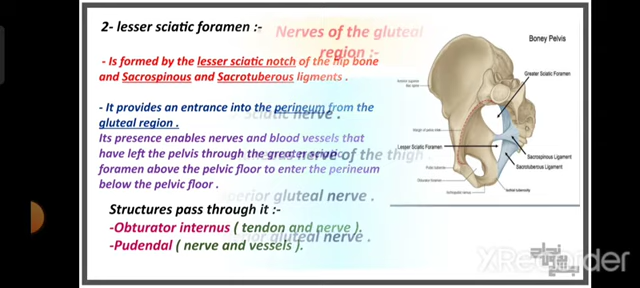 2- lesser sciatic foramen :-
Nerves of the gluteal
region :-
- Is formed by the lesser sciatic notch of the hip bone
and Sacrospinous and Sacrotuberous ligments .
- It provides an entrance into the perineum from the
gluteal region .
sciatic nerve .
Its presence enables nerves and blood vessels that
have left the pelvis through the greater sciatic
nerve of the thigh .
foramen above the pelvic floor to enter the perineum
below the pelvic floor .
superior gluteal nerve .
Structures pass through it :-
-Obturator internus ( tendon and nerve ).
gluteal nerve .
-Pudendal ( nerve and vessels ).
Boney Pelvis
Greater Sciatic Foramen
Lesser Sciatic Foramen
Sacrospinous Ligament
Sacrotuberous Ligament
XRecorder